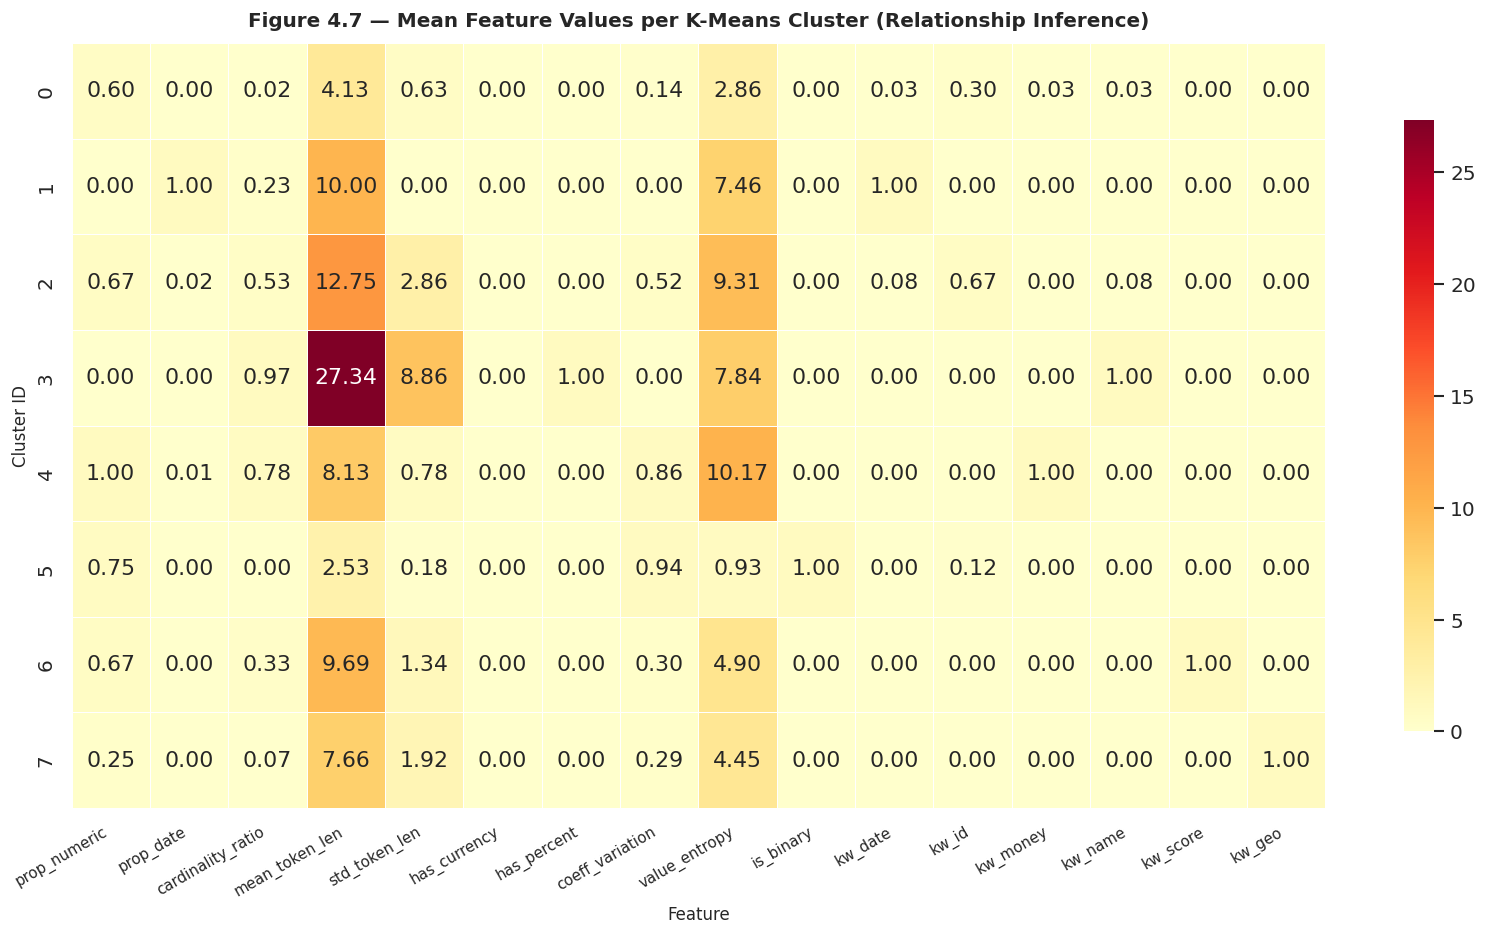 Figure 4.7 — Mean Feature Values per K-Means Cluster (Relationship Inference)
0 0.60 0.00 0.02 4.13 0.63 0.00 0.00 0.14 2.86 0.00 0.03 0.30 0.03 0.03 0.00 0.00
1 0.00 1.00 0.23 10.00 0.00 0.00 0.00 0.00 7.46 0.00 1.00 0.00 0.00 0.00 0.00 0.00
2 0.67 0.02 0.53 12.75 2.86 0.00 0.00 0.52 9.31 0.00 0.08 0.67 0.00 0.08 0.00 0.00
3 0.00 0.00 0.97 27.34 8.86 0.00 1.00 0.00 7.84 0.00 0.00 0.00 0.00 1.00 0.00 0.00
4 1.00 0.01 0.78 8.13 0.78 0.00 0.00 0.86 10.17 0.00 0.00 0.00 1.00 0.00 0.00 0.00
5 0.75 0.00 0.00 2.53 0.18 0.00 0.00 0.94 0.93 1.00 0.00 0.12 0.00 0.00 0.00 0.00
6 0.67 0.00 0.33 9.69 1.34 0.00 0.00 0.30 4.90 0.00 0.00 0.00 0.00 0.00 1.00 0.00
7 0.25 0.00 0.07 7.66 1.92 0.00 0.00 0.29 4.45 0.00 0.00 0.00 0.00 0.00 0.00 1.00
Cluster ID
prop_numeric prop_date cardinality_ratio mean_token_len std_token_len has_currency has_percent coeff_variation value_entropy is_binary kw_date kw_id kw_money kw_name kw_score kw_geo
Feature
25
20
15
10
5
0